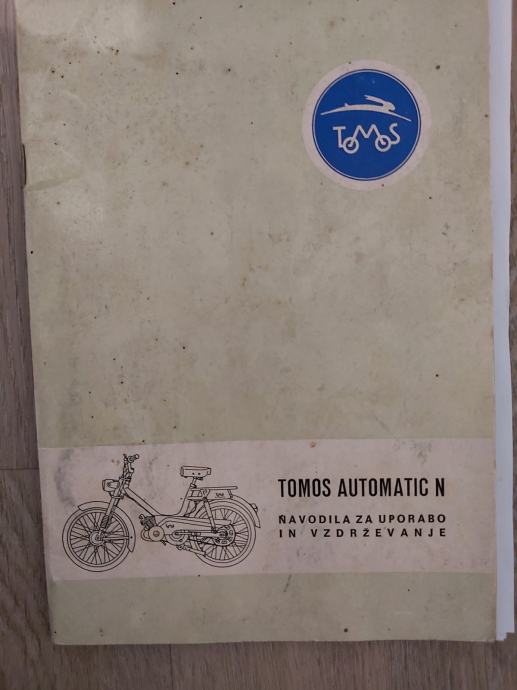 TOMOS
TOMOS AUTOMATIC N
NAVODILA ZA UPORABO
IN VZDRŽEVANJE